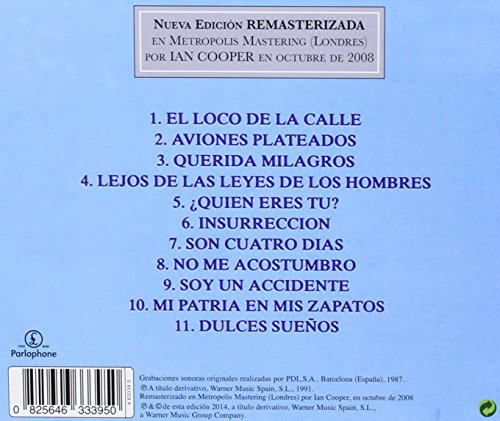 NUEVA EDICIÓN REMASTERIZADA
EN METROPOLIS MASTERING (LONDRES)
POR IAN COOPER EN OCTUBRE DE 2008
1. EL LOCO DE LA CALLE
2. AVIONES PLATEADOS
3. QUERIDA MILAGROS
4. LEJOS DE LAS LEYES DE LOS HOMBRES
5. ¿QUIEN ERES TU?
6. INSURRECCION
7. SON CUATRO DIAS
8. NO ME ACOSTUMBRO
9. SOY UN ACCIDENTE
10. MI PATRIA EN MIS ZAPATOS
11. DULCES SUEÑOS
Parlophone
Grabaciones sonoras originales realizadas por PDI, S.A.. Barcelona (España), 1987.
℗ A título derivativo, Warner Music Spain, S.L., 1991.
Remasterizado en Metropolis Mastering (Londres) por Ian Cooper, en octubre de 2008
℗ & © de esta edición 2014, a título derivativo, Warner Music Spain, S.L.,
a Warner Music Group Company.
0 825646 333950